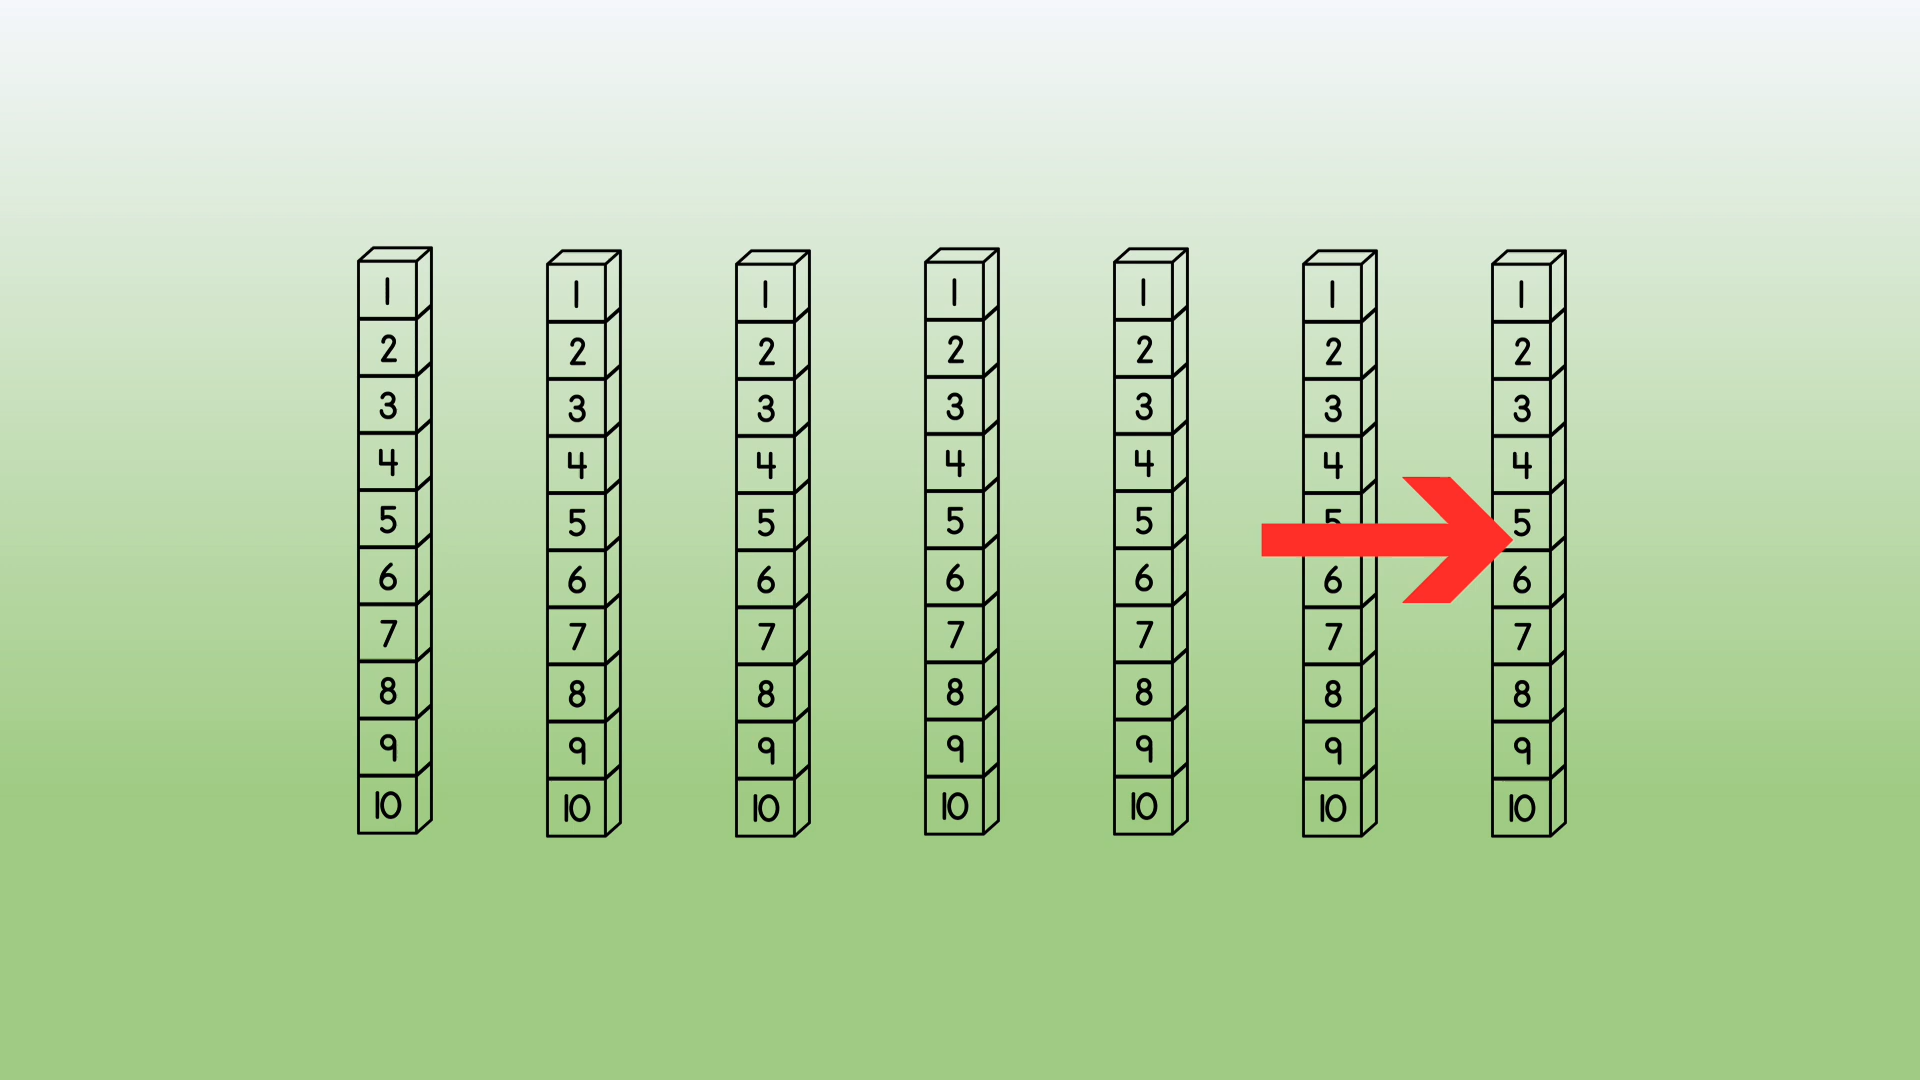 1 1 1 1 1 1 1
2 2 2 2 2 2 2
3 3 3 3 3 3 3
4 4 4 4 4 4 4
5 5 5 5 5 5 5
6 6 6 6 6 6 6
7 7 7 7 7 7 7
8 8 8 8 8 8 8
9 9 9 9 9 9 9
10 10 10 10 10 10 10